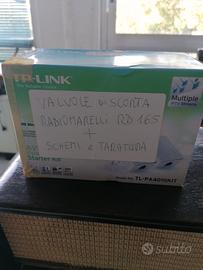 TP-LINK
VALVOLE DI SCORTA
RADIOMARELLI RD 165
+
SCHEMI E TARATURA
Multiple
Starter Kit
TL-PA4010KIT
subito